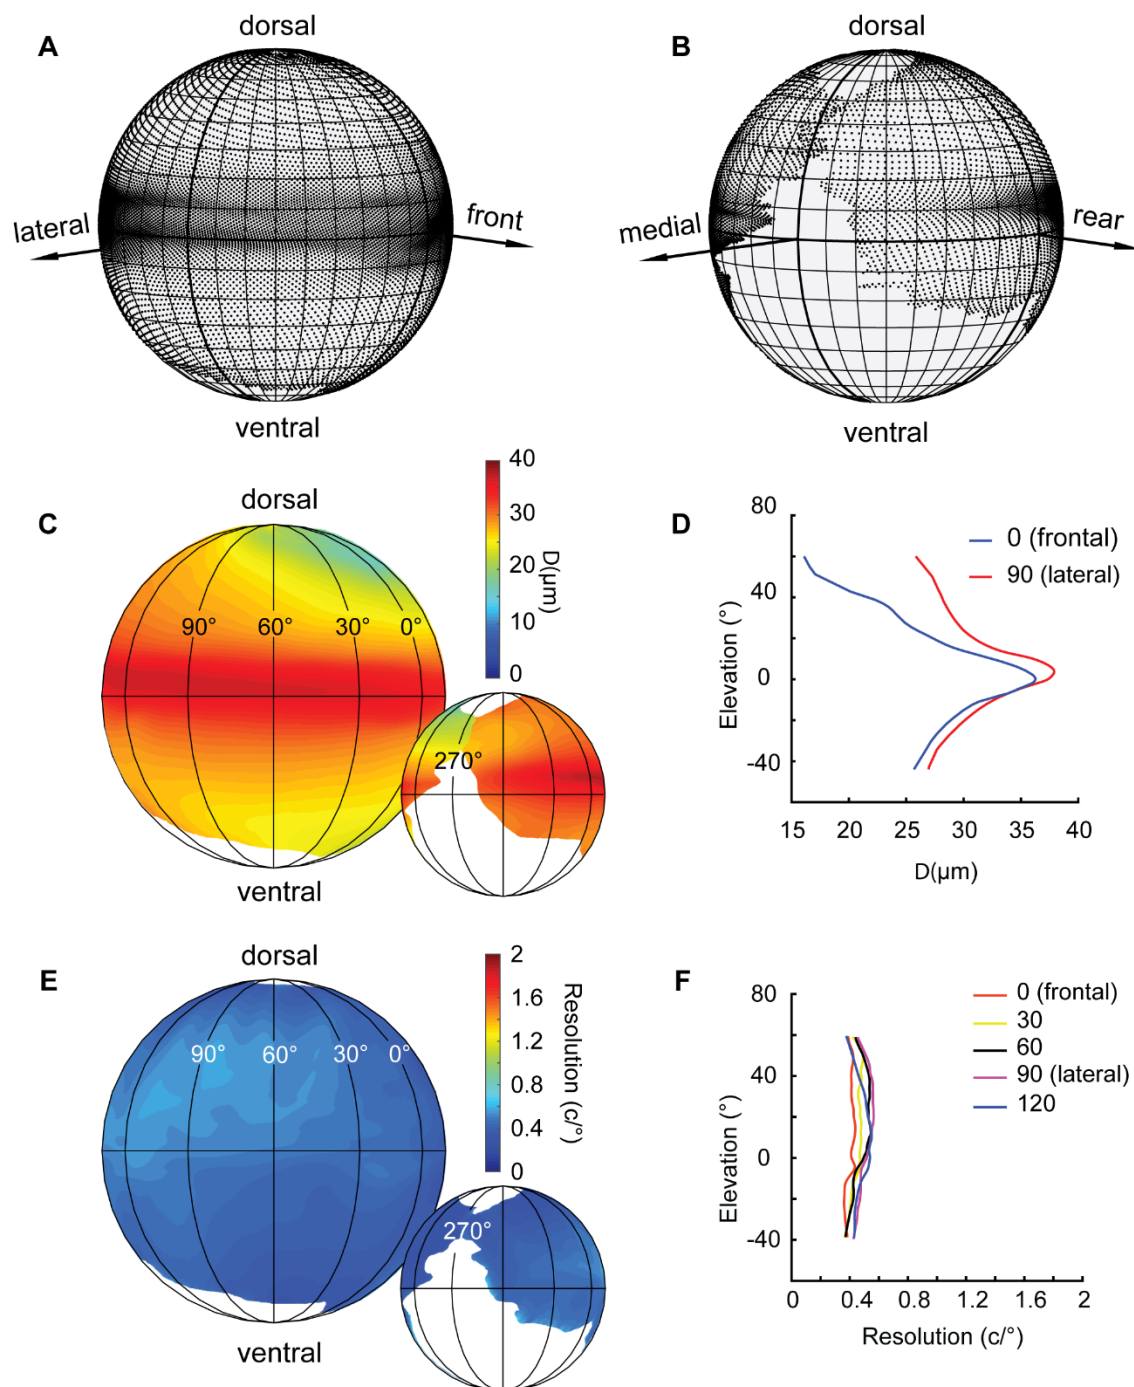 A
dorsal
lateral
front
ventral
B
dorsal
medial
rear
ventral
C
dorsal
90°
60°
30°
0°
ventral
40
30
20
10
0
D(μm)
270°
D
80
40
0
-40
Elevation (°)
0 (frontal)
90 (lateral)
15
20
25
30
35
40
D(μm)
E
dorsal
90°
60°
30°
0°
ventral
2
1.6
1.2
0.8
0.4
0
Resolution (c/°)
270°
F
80
40
0
-40
Elevation (°)
0 (frontal)
30
60
90 (lateral)
120
0
0.4
0.8
1.2
1.6
2
Resolution (c/°)